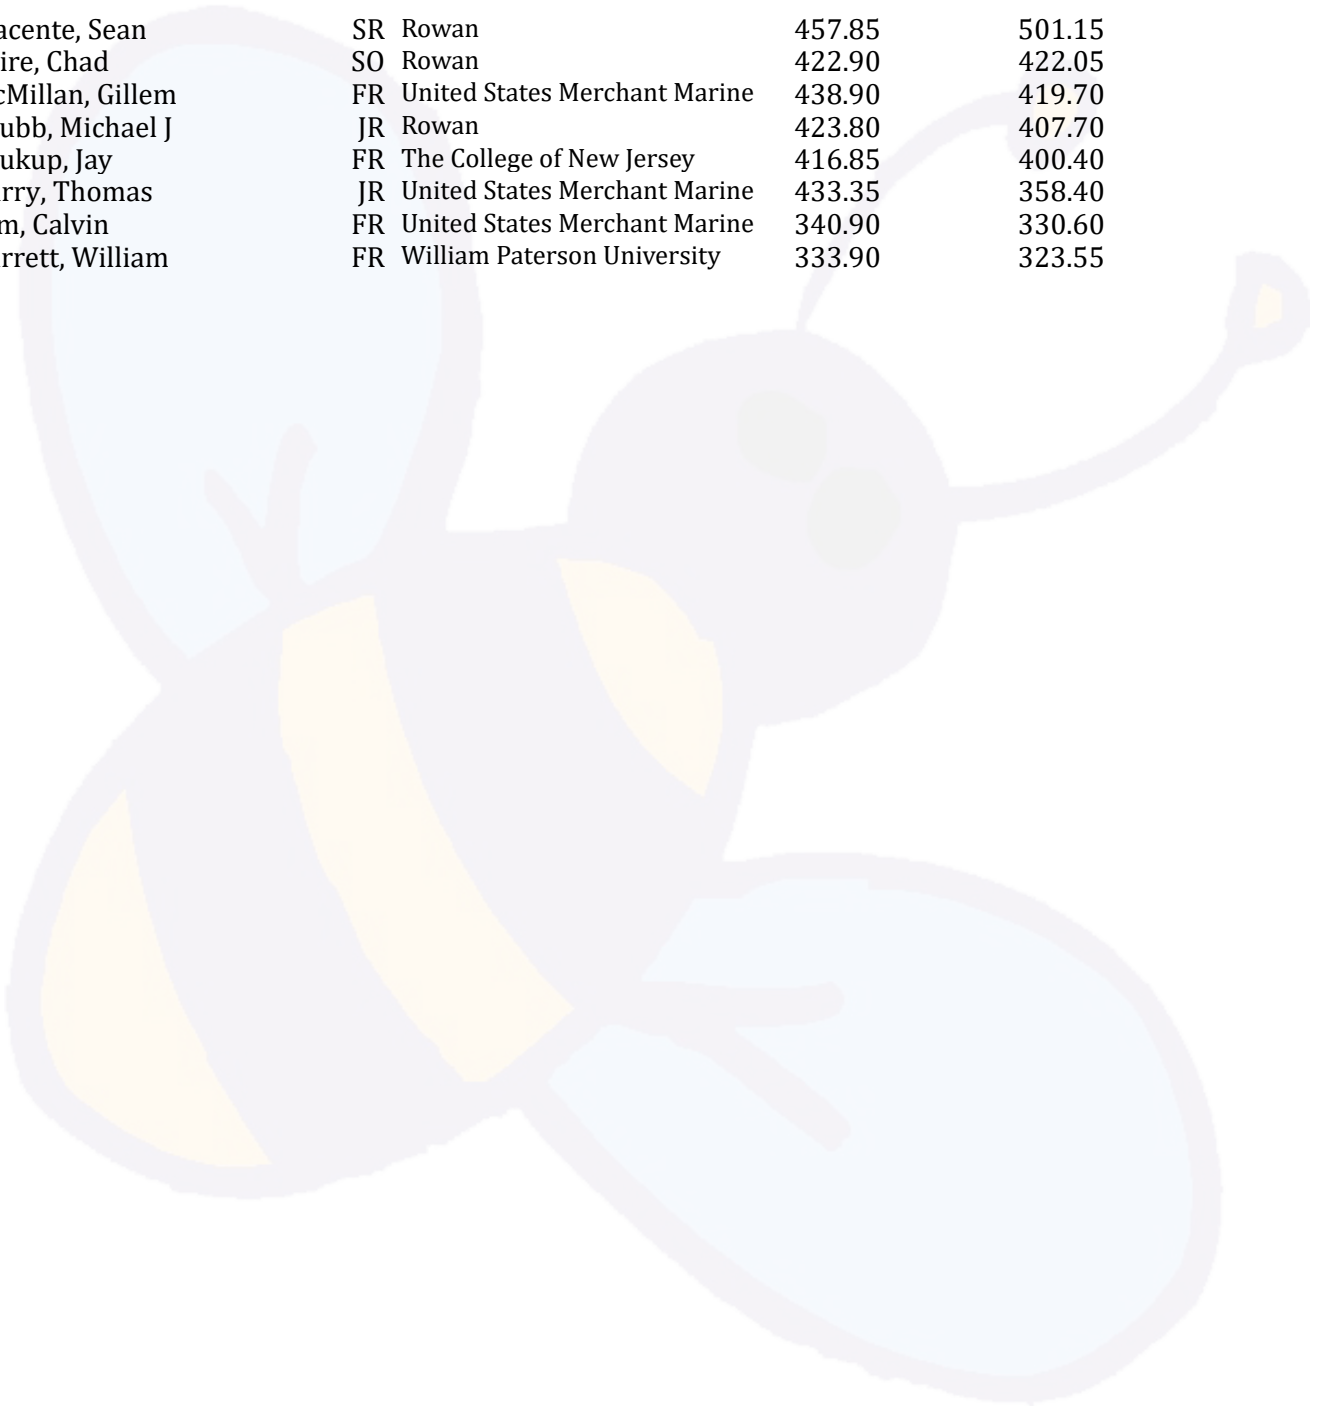 acente, Sean SR Rowan 457.85 501.15
ire, Chad SO Rowan 422.90 422.05
cMillan, Gillem FR United States Merchant Marine 438.90 419.70
ubb, Michael J JR Rowan 423.80 407.70
ukup, Jay FR The College of New Jersey 416.85 400.40
rry, Thomas JR United States Merchant Marine 433.35 358.40
m, Calvin FR United States Merchant Marine 340.90 330.60
rrett, William FR William Paterson University 333.90 323.55